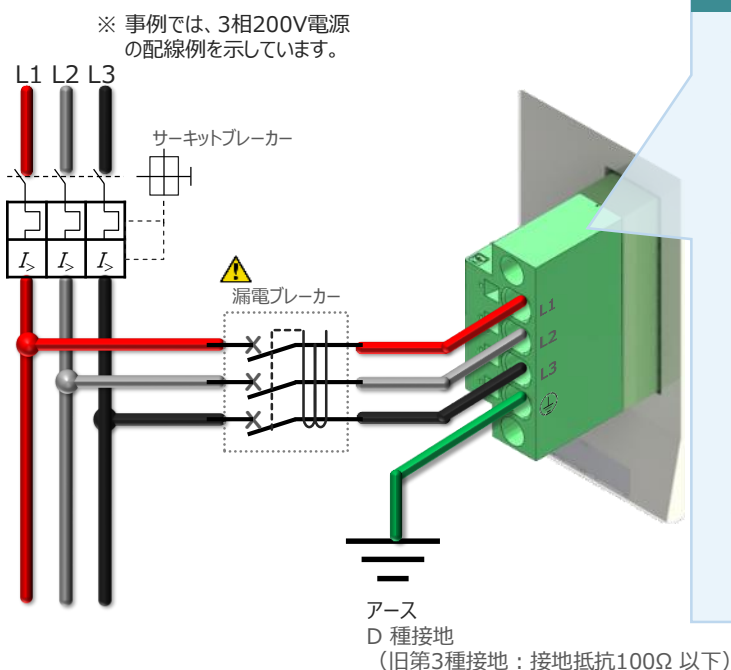 ※ 事例では、3相200V電源
の配線例を示しています。
L1 L2 L3
サーキットブレーカー
I> I> I>
漏電ブレーカー
L1
L2
L3
アース
D 種接地
（旧第3種接地：接地抵抗100Ω 以下）